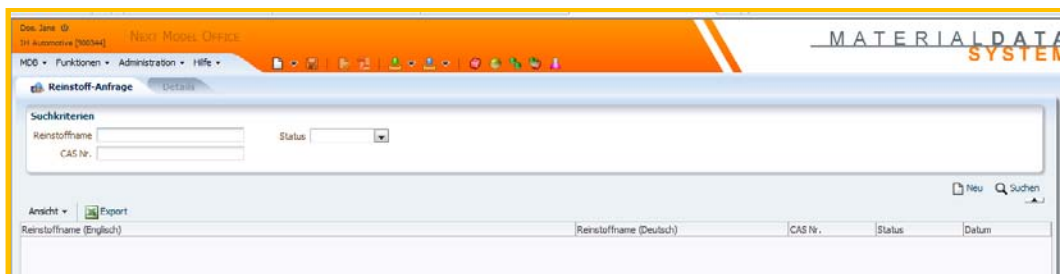 Doe, Jane
IH Automotive [900344]
NEXT MODEL OFFICE
MATERIALDATA
SYSTEM
MDB Funktionen Administration Hilfe
Reinstoff-Anfrage Details
Suchkriterien
Reinstoffname Status
CAS Nr.
Neu Suchen
Ansicht Export
Reinstoffname (Englisch) Reinstoffname (Deutsch) CAS Nr. Status Datum